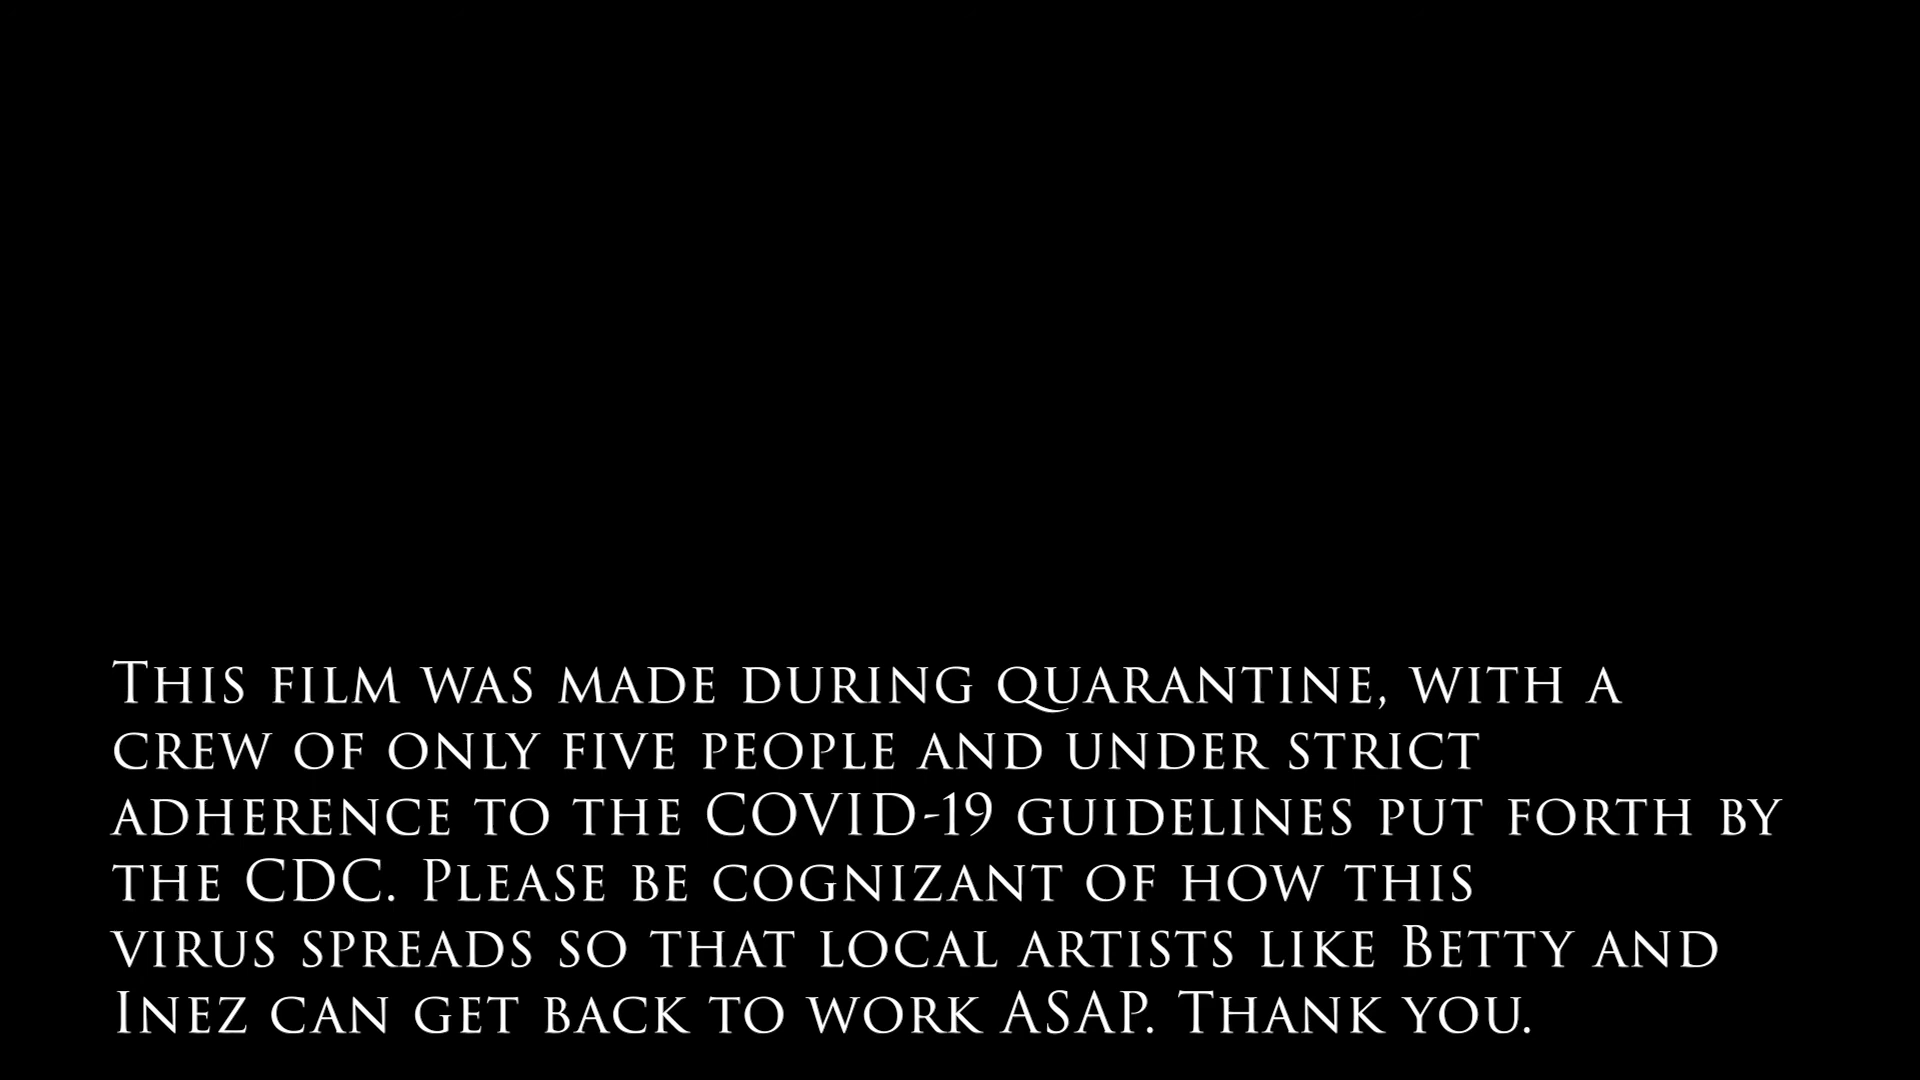 This film was made during quarantine, with a
crew of only five people and under strict
adherence to the COVID-19 guidelines put forth by
the CDC. Please be cognizant of how this
virus spreads so that local artists like Betty and
Inez can get back to work ASAP. Thank you.